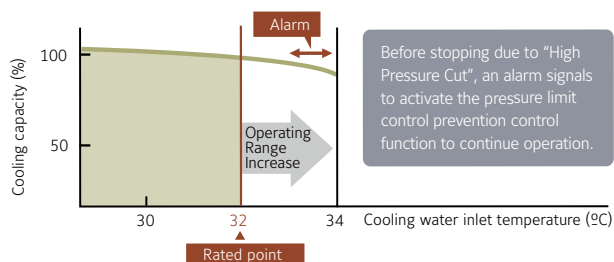 Alarm
Cooling capacity (%)
100
50
Operating
Range
Increase
Before stopping due to “High
Pressure Cut”, an alarm signals
to activate the pressure limit
control prevention control
function to continue operation.
30
32
34
Cooling water inlet temperature (ºC)
Rated point